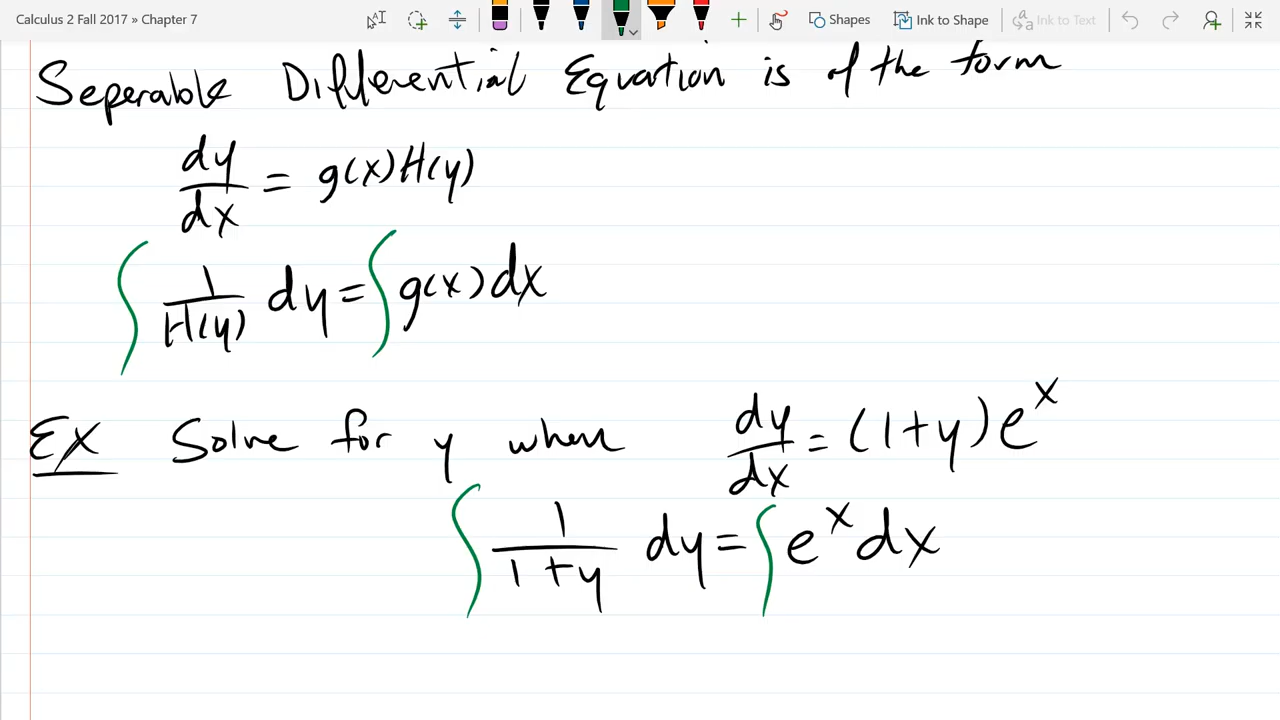 Calculus 2 Fall 2017 » Chapter 7
Shapes
Ink to Shape
Ink to Text
Seperable Differential Equation is of the form
dy/dx = g(x)H(y)
∫ 1/H(y) dy = ∫ g(x)dx
EX Solve for y when dy/dx = (1+y)e^x
∫ 1/(1+y) dy = ∫ e^x dx